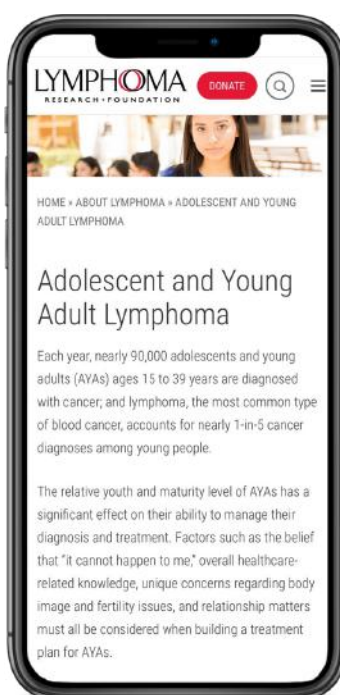 LYMPHOMA
RESEARCH•FOUNDATION
DONATE
HOME » ABOUT LYMPHOMA » ADOLESCENT AND YOUNG
ADULT LYMPHOMA
Adolescent and Young
Adult Lymphoma
Each year, nearly 90,000 adolescents and young
adults (AYAs) ages 15 to 39 years are diagnosed
with cancer; and lymphoma, the most common type
of blood cancer, accounts for nearly 1-in-5 cancer
diagnoses among young people.
The relative youth and maturity level of AYAs has a
significant effect on their ability to manage their
diagnosis and treatment. Factors such as the belief
that “it cannot happen to me,” overall healthcare-
related knowledge, unique concerns regarding body
image and fertility issues, and relationship matters
must all be considered when building a treatment
plan for AYAs.